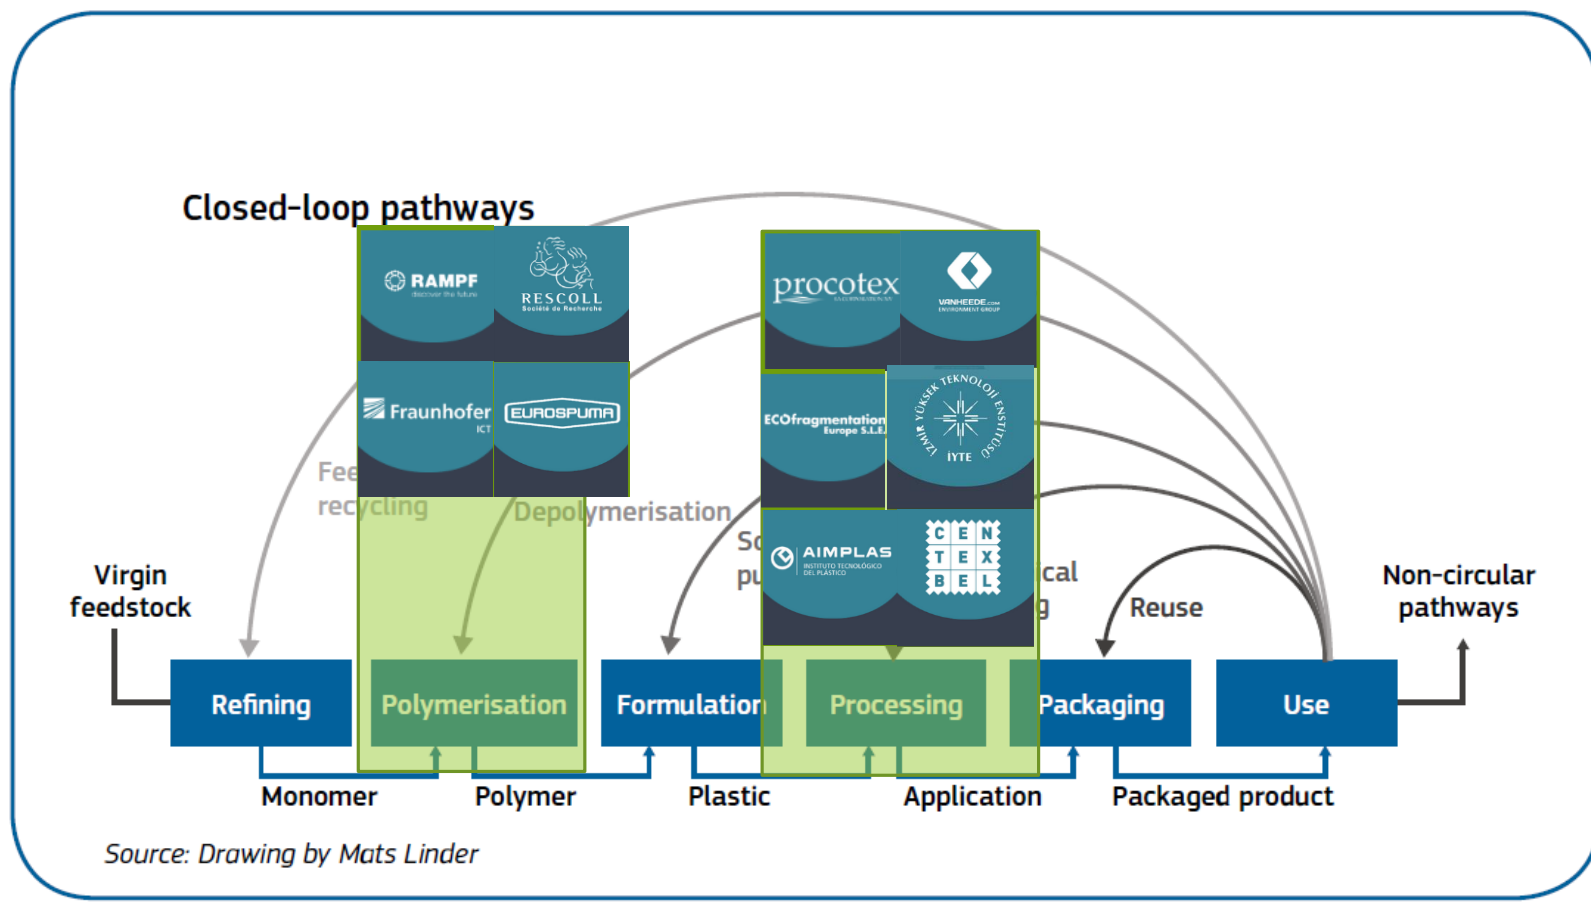 Closed-loop pathways
RAMPF
discover the future
RESCOLL
Société de Recherche
procotex
VANHEEDE.COM
ENVIRONMENT GROUP
Fraunhofer
ICT
EUROSPUMA
ECOfragmentation
Europe S.L.E.
İZMİR YÜKSEK TEKNOLOJİ ENSTİTÜSÜ
İYTE
recycling
Depolymerisation
AIMPLAS
INSTITUTO TECNOLÓGICO
DEL PLÁSTICO
CEN
TEX
BEL
Reuse
Virgin
feedstock
Non-circular
pathways
Refining
Polymerisation
Formulation
Processing
Packaging
Use
Monomer
Polymer
Plastic
Application
Packaged product
Source: Drawing by Mats Linder